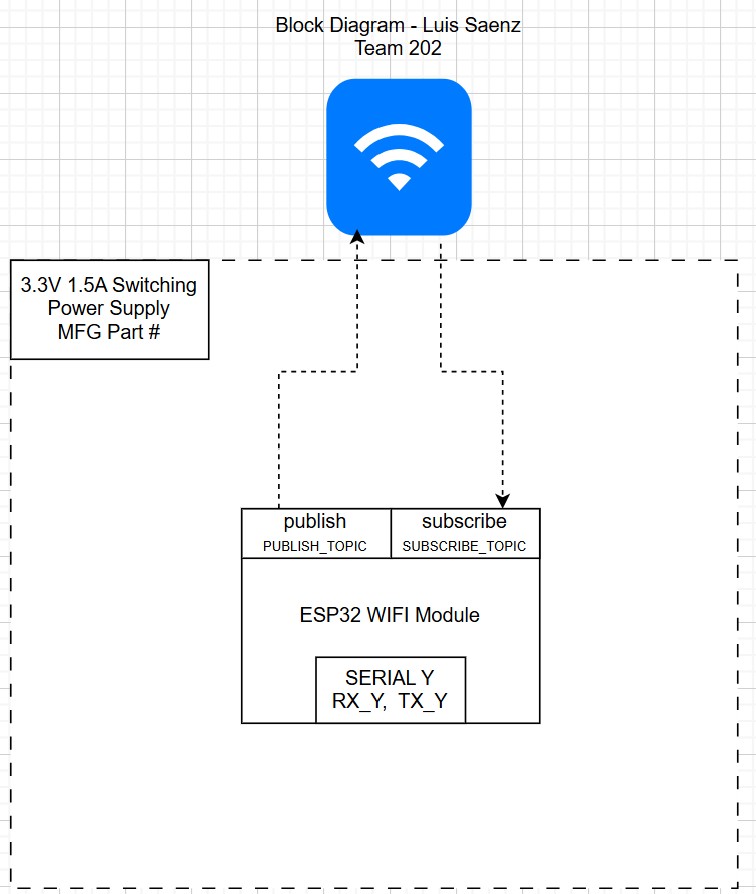 Block Diagram - Luis Saenz
Team 202
3.3V 1.5A Switching
Power Supply
MFG Part #
publish
subscribe
PUBLISH_TOPIC
SUBSCRIBE_TOPIC
ESP32 WIFI Module
SERIAL Y
RX_Y, TX_Y